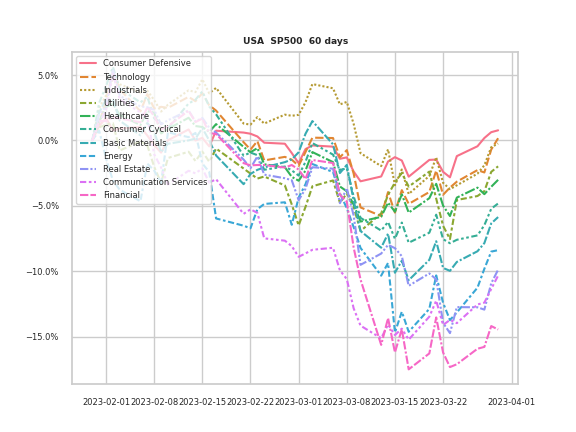 USA SP500 60 days
Consumer Defensive
Technology
Industrials
Utilities
Healthcare
Consumer Cyclical
Basic Materials
Energy
Real Estate
Communication Services
Financial
5.0%
0.0%
−5.0%
−10.0%
−15.0%
2023-02-01 2023-02-08 2023-02-15 2023-02-22 2023-03-01 2023-03-08 2023-03-15 2023-03-22 2023-04-01